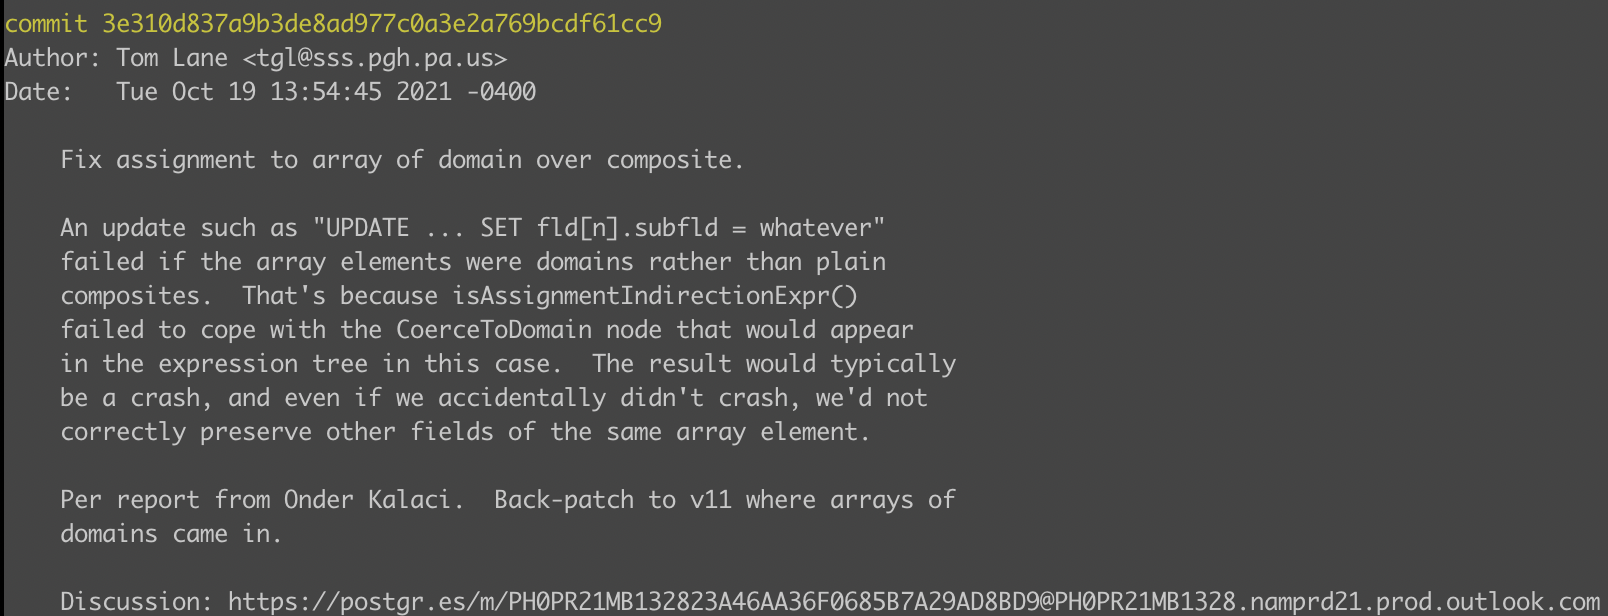 commit 3e310d837a9b3de8ad977c0a3e2a769bcdf61cc9
Author: Tom Lane <tgl@sss.pgh.pa.us>
Date:   Tue Oct 19 13:54:45 2021 -0400

    Fix assignment to array of domain over composite.

    An update such as "UPDATE ... SET fld[n].subfld = whatever"
    failed if the array elements were domains rather than plain
    composites.  That's because isAssignmentIndirectionExpr()
    failed to cope with the CoerceToDomain node that would appear
    in the expression tree in this case.  The result would typically
    be a crash, and even if we accidentally didn't crash, we'd not
    correctly preserve other fields of the same array element.

    Per report from Onder Kalaci.  Back-patch to v11 where arrays of
    domains came in.

    Discussion: https://postgr.es/m/PH0PR21MB132823A46AA36F0685B7A29AD8BD9@PH0PR21MB1328.namprd21.prod.outlook.com